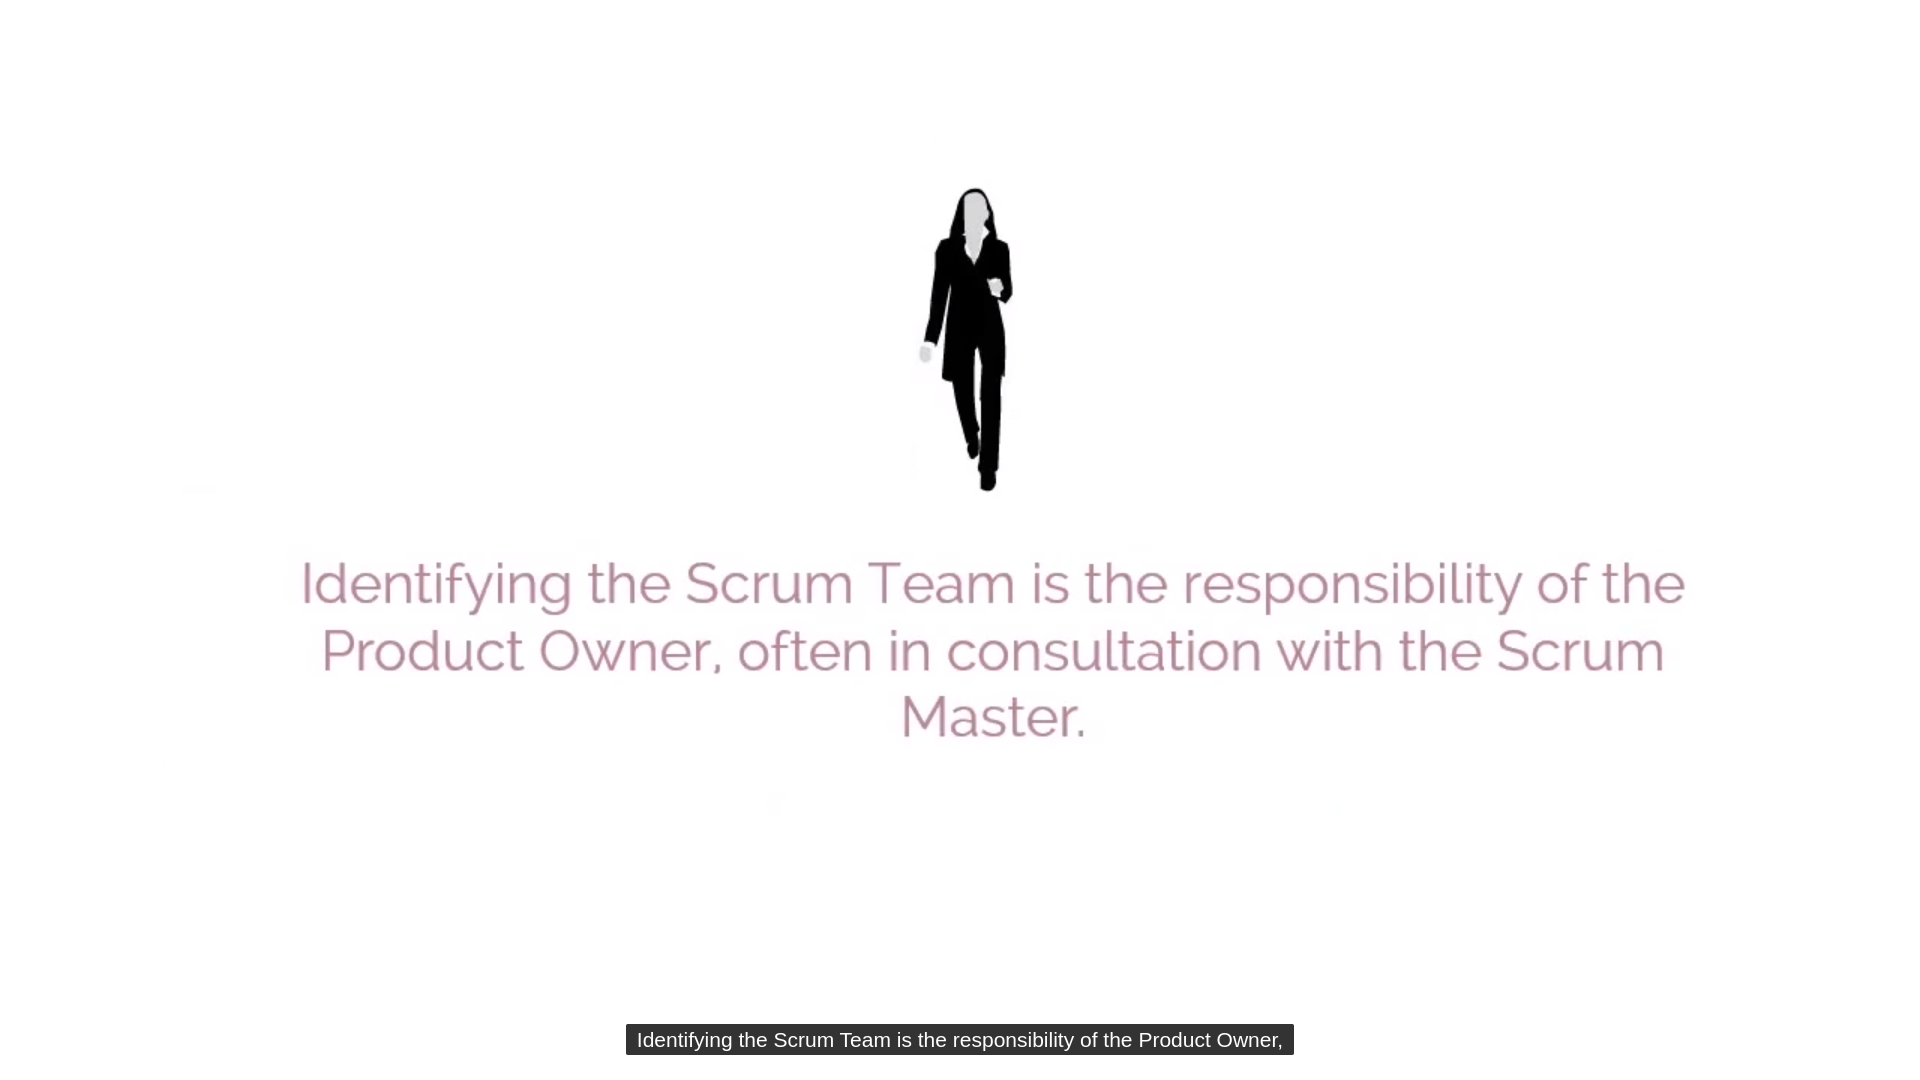 Identifying the Scrum Team is the responsibility of the
Product Owner, often in consultation with the Scrum
Master.
Identifying the Scrum Team is the responsibility of the Product Owner,